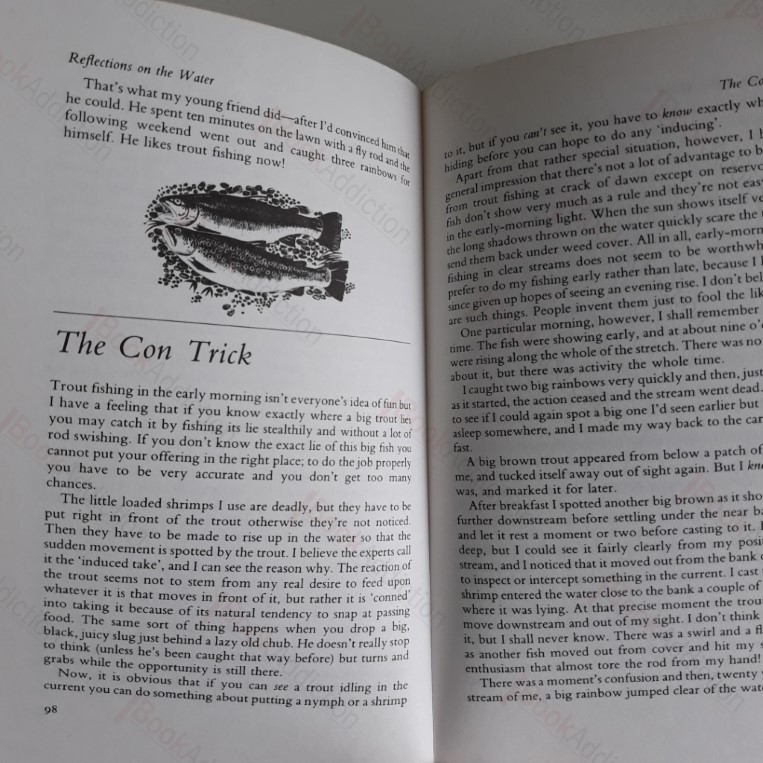 Reflections on the Water
That's what my young friend did—after I'd convinced him that
he could. He spent ten minutes on the lawn with a fly rod and the
following weekend went out and caught three rainbows for
himself. He likes trout fishing now!
The Con Trick
Trout fishing in the early morning isn't everyone's idea of fun but
I have a feeling that if you know exactly where a big trout lies
you may catch it by fishing its lie stealthily and without a lot of
rod swishing. If you don't know the exact lie of this big fish you
cannot put your offering in the right place; to do the job properly
you have to be very accurate and you don't get too many
chances.
The little loaded shrimps I use are deadly, but they have to be
put right in front of the trout otherwise they're not noticed.
Then they have to be made to rise up in the water so that the
sudden movement is spotted by the trout. I believe the experts call
it the 'induced take', and I can see the reason why. The reaction of
the trout seems not to stem from any real desire to feed upon
whatever it is that moves in front of it, but rather it is 'conned'
into taking it because of its natural tendency to snap at passing
food. The same sort of thing happens when you drop a big,
black, juicy slug just behind a lazy old chub. He doesn't really stop
to think (unless he's been caught that way before) but turns and
grabs while the opportunity is still there.
Now, it is obvious that if you can see a trout idling in the
current you can do something about putting a nymph or a shrimp
98
The Co
to it, but if you can't see it, you have to know exactly wh
hiding before you can hope to do any 'inducing'.
Apart from that rather special situation, however, I h
general impression that there's not a lot of advantage to b
from trout fishing at crack of dawn except on reservo
fish don't show very much as a rule and they're not eas
in the early-morning light. When the sun shows itself ve
the long shadows thrown on the water quickly scare the
send them back under weed cover. All in all, early-morn
fishing in clear streams does not seem to be worthwh
prefer to do my fishing early rather than late, because I h
since given up hopes of seeing an evening rise. I don't bel
are such things. People invent them just to fool the lik
One particular morning, however, I shall remember
time. The fish were showing early, and at about nine o'
were rising along the whole of the stretch. There was no
about it, but there was activity the whole time.
I caught two big rainbows very quickly and then, just
as it started, the action ceased and the stream went dead.
to see if I could again spot a big one I'd seen earlier but
asleep somewhere, and I made my way back to the car
fast.
A big brown trout appeared from below a patch of
me, and tucked itself away out of sight again. But I kn
was, and marked it for later.
After breakfast I spotted another big brown as it sho
further downstream before settling under the near ba
and let it rest a moment or two before casting to it. I
deep, but I could see it fairly clearly from my posi
stream, and I noticed that it moved out from the bank
to inspect or intercept something in the current. I cast
shrimp entered the water close to the bank a couple of
where it was lying. At that precise moment the trou
move downstream and out of my sight. I don't think
it, but I shall never know. There was a swirl and a fl
as another fish moved out from cover and hit my s
enthusiasm that almost tore the rod from my hand!
There was a moment's confusion and then, twenty
stream of me, a big rainbow jumped clear of the wate
BookAddiction